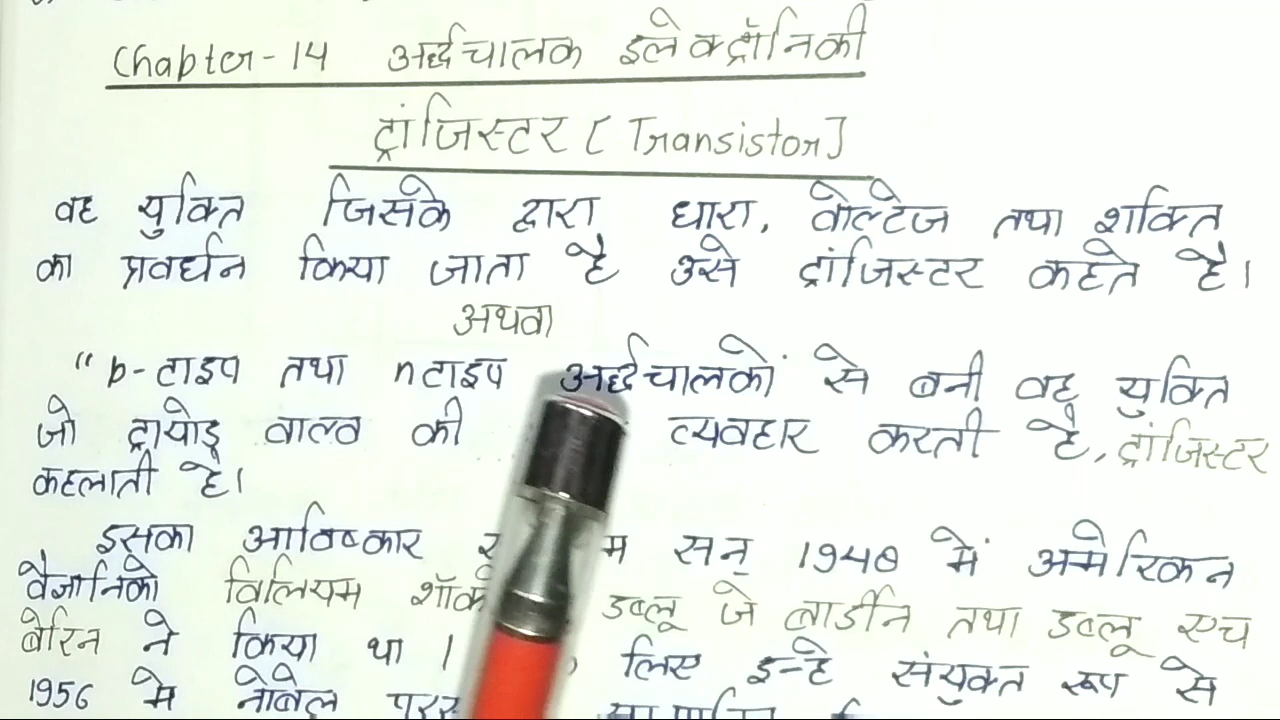 Chapter-14 अर्द्धचालक इलेक्ट्रॉनिकी
ट्रांजिस्टर [Transistor]
वह युक्ति जिसके द्वारा धारा, वोल्टेज तथा शक्ति
का प्रवर्धन किया जाता है उसे ट्रांजिस्टर कहते है।
अथवा
“p-टाइप तथा nटाइप अर्द्धचालकों से बनी वह युक्ति
जो ट्रायोड वाल्व की व्यवहार करती है, ट्रांजिस्टर
कहलाती है।
इसका आविष्कार सन् 1948 में अमेरिकन
वैज्ञानिको विलियम डब्लू जे बार्डीन तथा डब्लू एच
बेरिन ने किया था । लिए इन्हे संयुक्त रूप से
1956 मे नोबेल